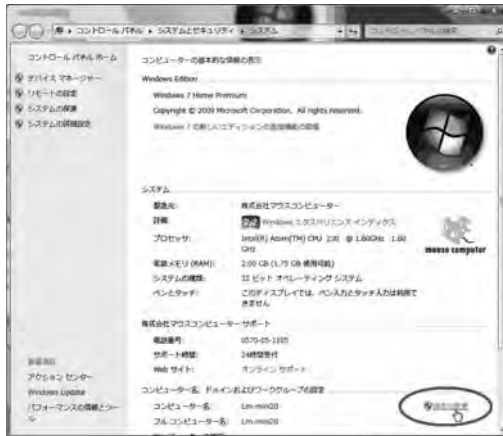 コントロール パネル ▸ システムとセキュリティ ▸ システム
コントロール パネル ホーム
デバイス マネージャー
リモートの設定
システムの保護
システムの詳細設定
コンピューターの基本的な情報の表示
Windows Edition
Windows 7 Home Premium
Copyright © 2009 Microsoft Corporation. All rights reserved.
Windows 7 の新しいエディションの追加機能の取得
システム
製造元: 株式会社マウスコンピューター
評価: Windows エクスペリエンス インデックス
プロセッサ: Intel(R) Atom(TM) CPU 230 @ 1.60GHz 1.60 GHz
実装メモリ (RAM): 2.00 GB (1.75 GB 使用可能)
システムの種類: 32 ビット オペレーティング システム
ペンとタッチ: このディスプレイでは、ペン入力とタッチ入力は利用できません
mouse computer
株式会社マウスコンピューター サポート
電話番号: 0570-05-1105
サポート時間: 24時間受付
Web サイト: オンライン サポート
コンピューター名、ドメインおよびワークグループの設定
コンピューター名: Lm-mini20
設定の変更
フル コンピューター名: Lm-mini20
関連項目
アクション センター
Windows Update
パフォーマンスの情報とツール